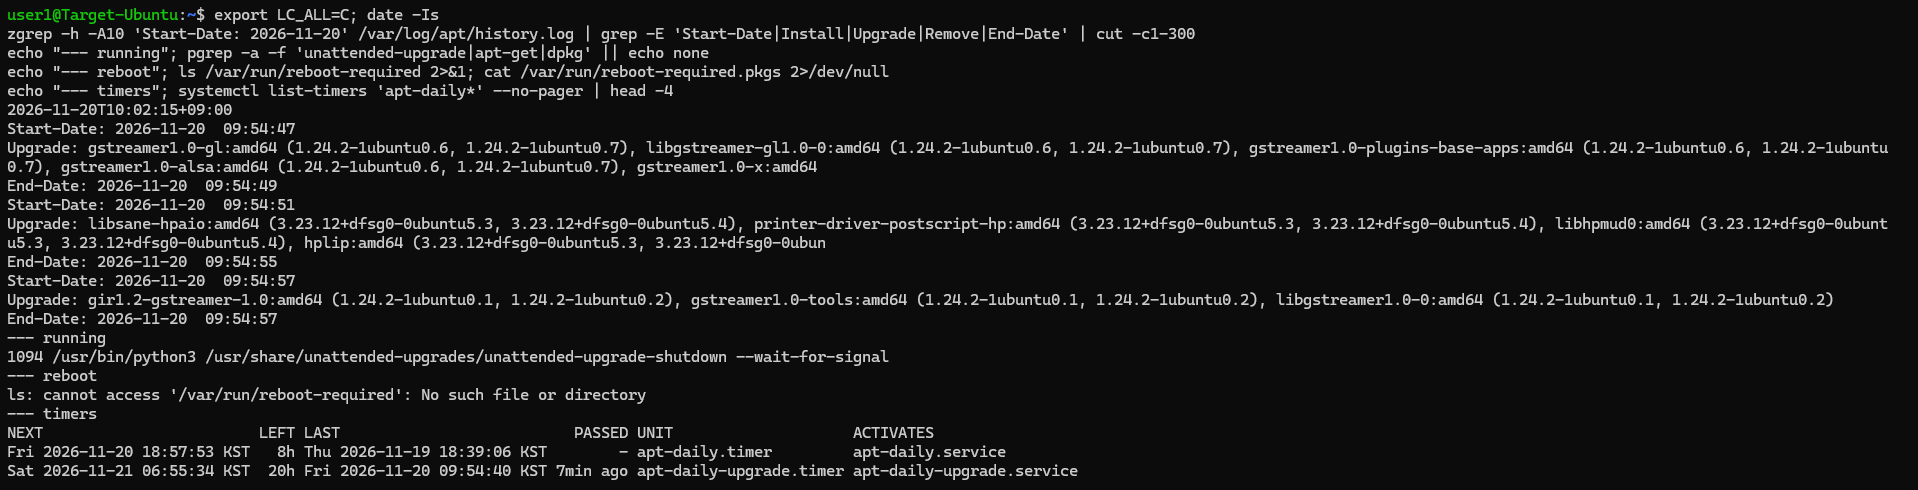 user1@Target-Ubuntu:~$ export LC_ALL=C; date -Is
zgrep -h -A10 'Start-Date: 2026-11-20' /var/log/apt/history.log | grep -E 'Start-Date|Install|Upgrade|Remove|End-Date' | cut -c1-300
echo "--- running"; pgrep -a -f 'unattended-upgrade|apt-get|dpkg' || echo none
echo "--- reboot"; ls /var/run/reboot-required 2>&1; cat /var/run/reboot-required.pkgs 2>/dev/null
echo "--- timers"; systemctl list-timers 'apt-daily*' --no-pager | head -4
2026-11-20T10:02:15+09:00
Start-Date: 2026-11-20  09:54:47
Upgrade: gstreamer1.0-gl:amd64 (1.24.2-1ubuntu0.6, 1.24.2-1ubuntu0.7), libgstreamer-gl1.0-0:amd64 (1.24.2-1ubuntu0.6, 1.24.2-1ubuntu0.7), gstreamer1.0-plugins-base-apps:amd64 (1.24.2-1ubuntu0.6, 1.24.2-1ubuntu
0.7), gstreamer1.0-alsa:amd64 (1.24.2-1ubuntu0.6, 1.24.2-1ubuntu0.7), gstreamer1.0-x:amd64
End-Date: 2026-11-20  09:54:49
Start-Date: 2026-11-20  09:54:51
Upgrade: libsane-hpaio:amd64 (3.23.12+dfsg0-0ubuntu5.3, 3.23.12+dfsg0-0ubuntu5.4), printer-driver-postscript-hp:amd64 (3.23.12+dfsg0-0ubuntu5.3, 3.23.12+dfsg0-0ubuntu5.4), libhpmud0:amd64 (3.23.12+dfsg0-0ubunt
u5.3, 3.23.12+dfsg0-0ubuntu5.4), hplip:amd64 (3.23.12+dfsg0-0ubuntu5.3, 3.23.12+dfsg0-0ubun
End-Date: 2026-11-20  09:54:55
Start-Date: 2026-11-20  09:54:57
Upgrade: gir1.2-gstreamer-1.0:amd64 (1.24.2-1ubuntu0.1, 1.24.2-1ubuntu0.2), gstreamer1.0-tools:amd64 (1.24.2-1ubuntu0.1, 1.24.2-1ubuntu0.2), libgstreamer1.0-0:amd64 (1.24.2-1ubuntu0.1, 1.24.2-1ubuntu0.2)
End-Date: 2026-11-20  09:54:57
--- running
1094 /usr/bin/python3 /usr/share/unattended-upgrades/unattended-upgrade-shutdown --wait-for-signal
--- reboot
ls: cannot access '/var/run/reboot-required': No such file or directory
--- timers
NEXT                        LEFT LAST                          PASSED UNIT                    ACTIVATES
Fri 2026-11-20 18:57:53 KST   8h Thu 2026-11-19 18:39:06 KST        - apt-daily.timer         apt-daily.service
Sat 2026-11-21 06:55:34 KST  20h Fri 2026-11-20 09:54:40 KST 7min ago apt-daily-upgrade.timer apt-daily-upgrade.service